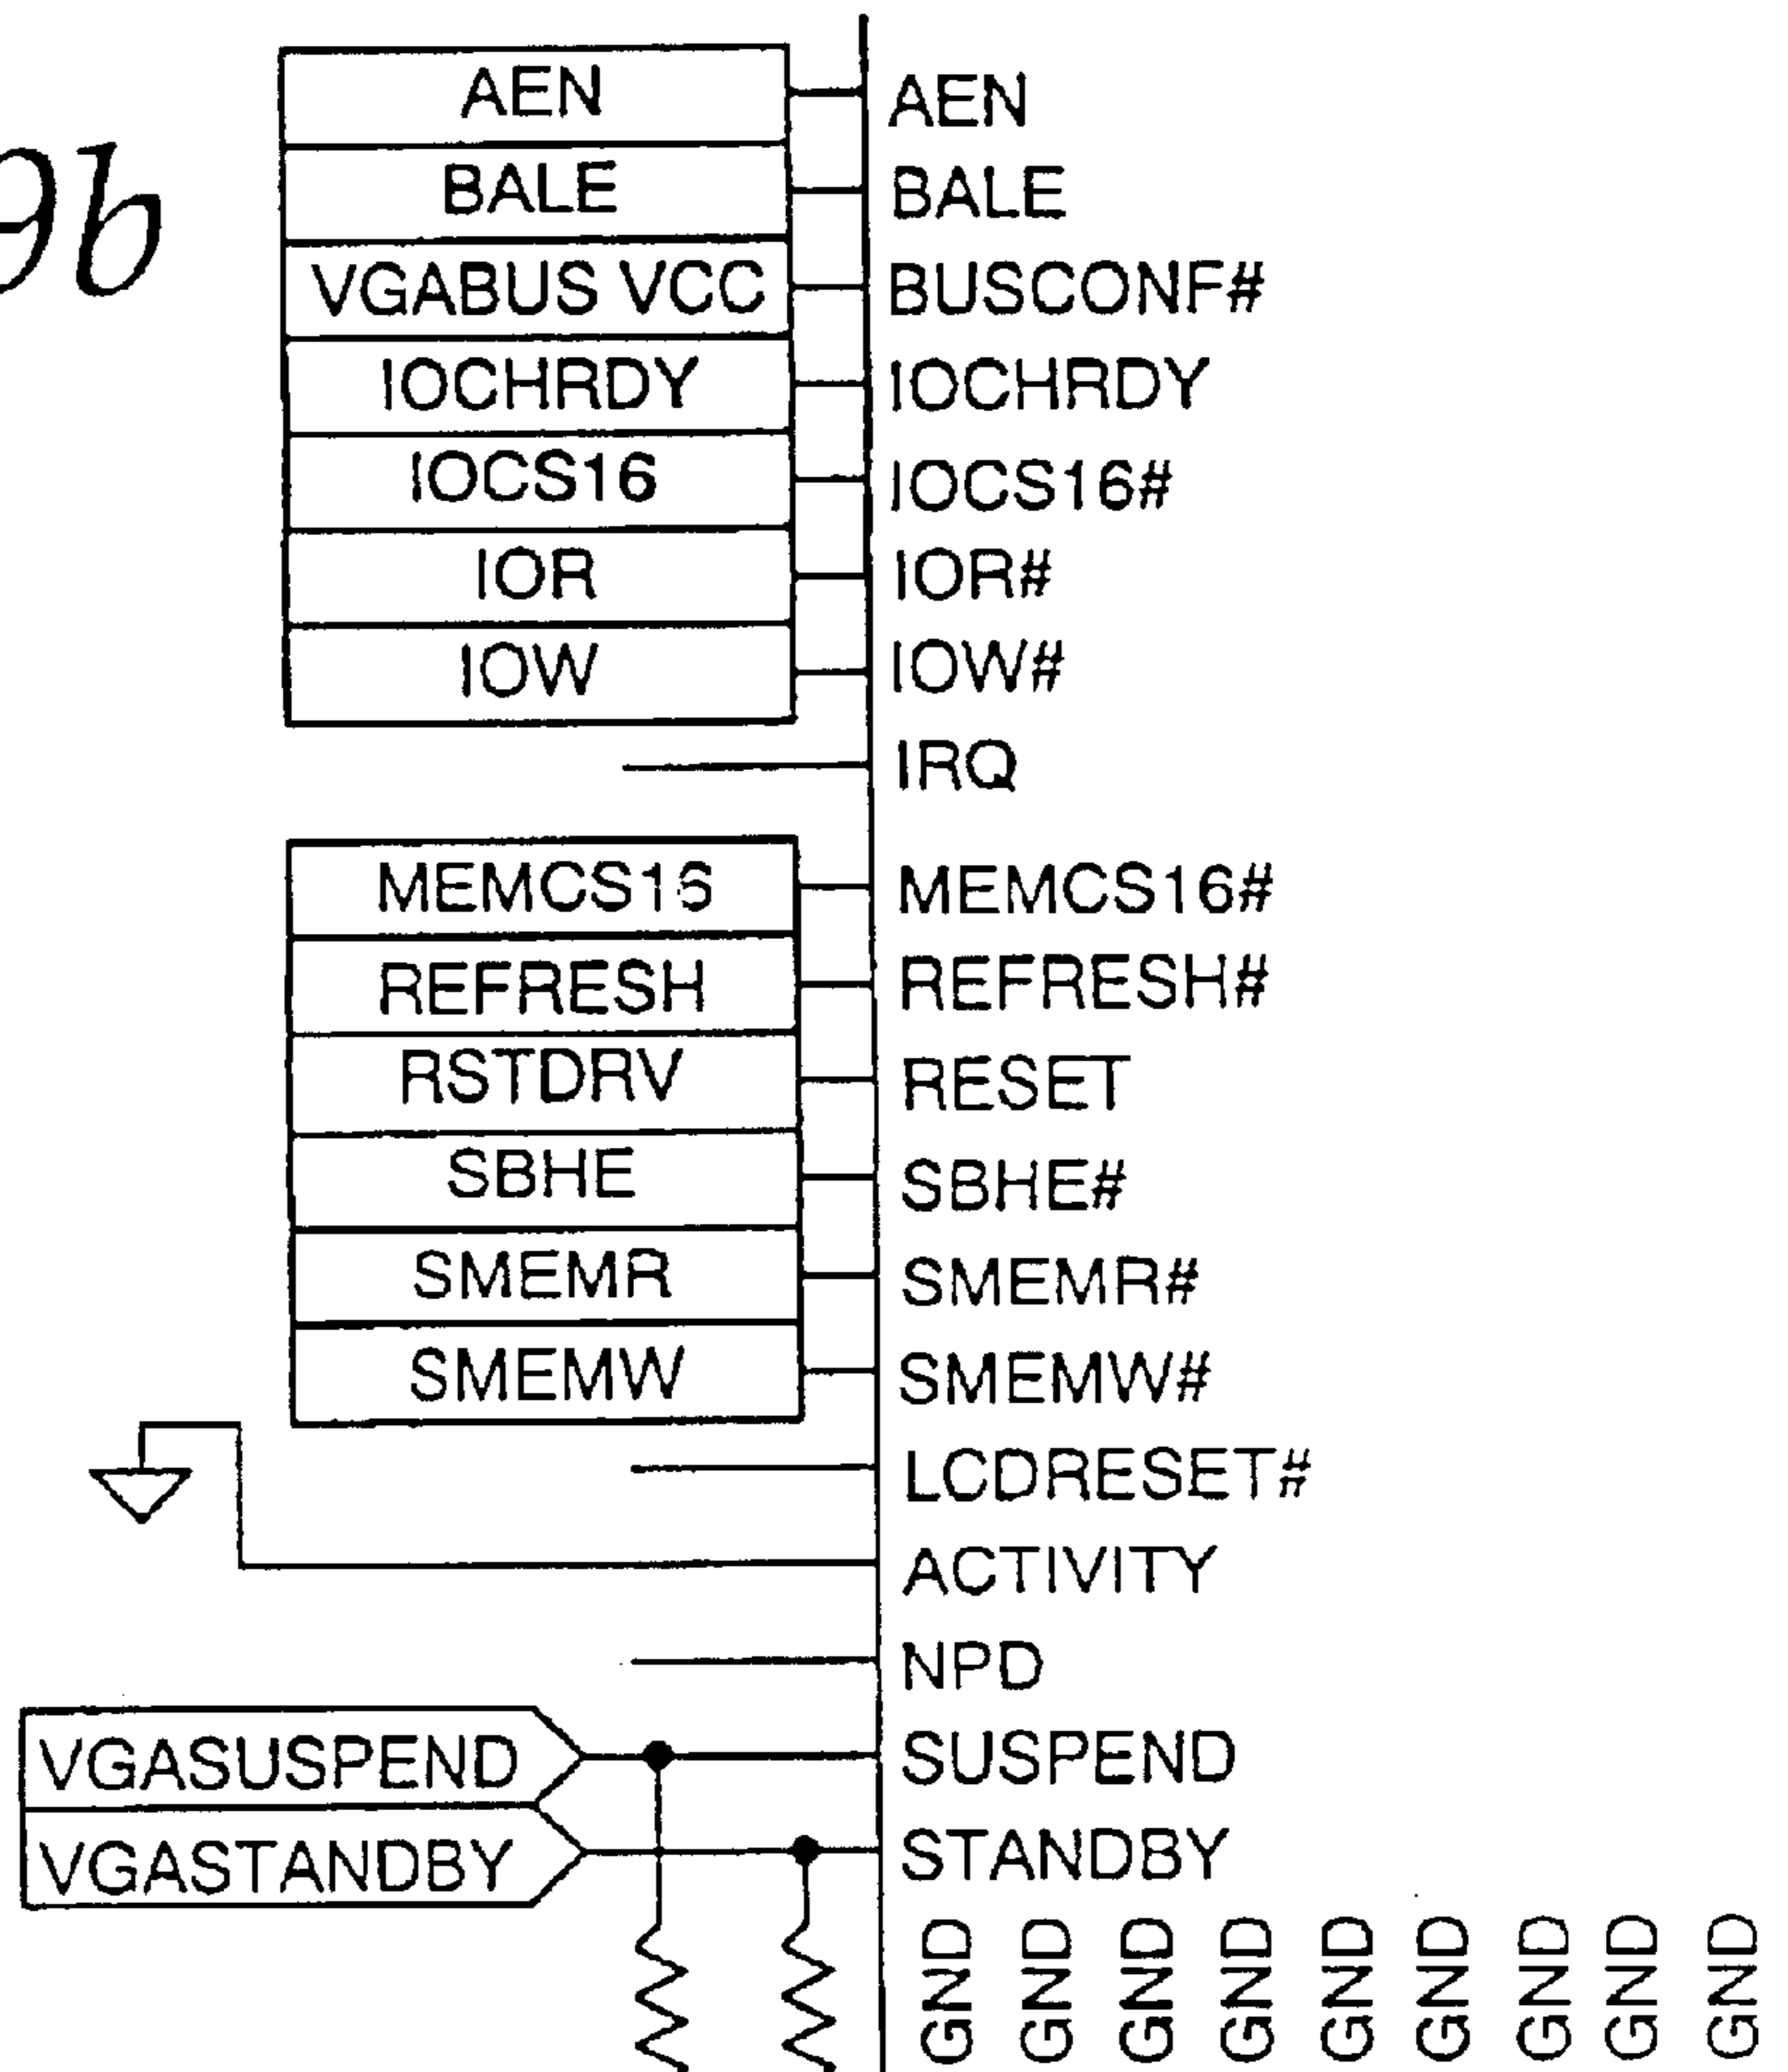 9b
AEN AEN
BALE BALE
VGABUS VCC BUSCONF#
IOCHRDY IOCHRDY
IOCS16 IOCS16#
IOR IOR#
IOW IOW#
IRQ
MEMCS16 MEMCS16#
REFRESH REFRESH#
RSTDRV RESET
SBHE SBHE#
SMEMR SMEMR#
SMEMW SMEMW#
LCDRESET#
ACTIVITY
NPD
VGASUSPEND SUSPEND
VGASTANDBY STANDBY
GND GND GND GND GND GND GND GND GND